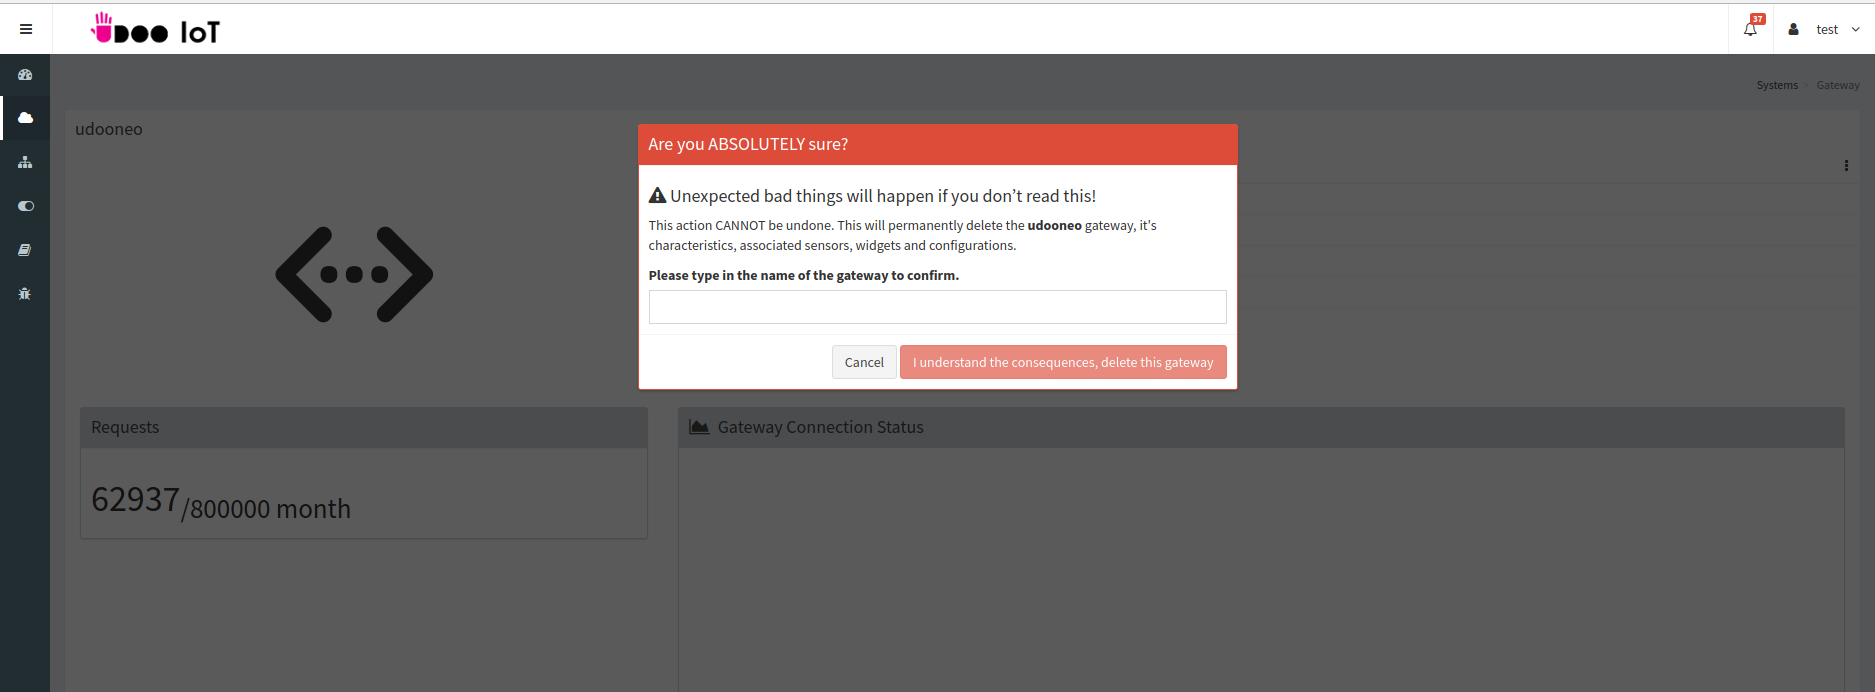 UDOO IoT
37
test
Systems > Gateway
udooneo
Are you ABSOLUTELY sure?
Unexpected bad things will happen if you don’t read this!
This action CANNOT be undone. This will permanently delete the udooneo gateway, it's
characteristics, associated sensors, widgets and configurations.
Please type in the name of the gateway to confirm.
Cancel
I understand the consequences, delete this gateway
Requests
62937/800000 month
Gateway Connection Status